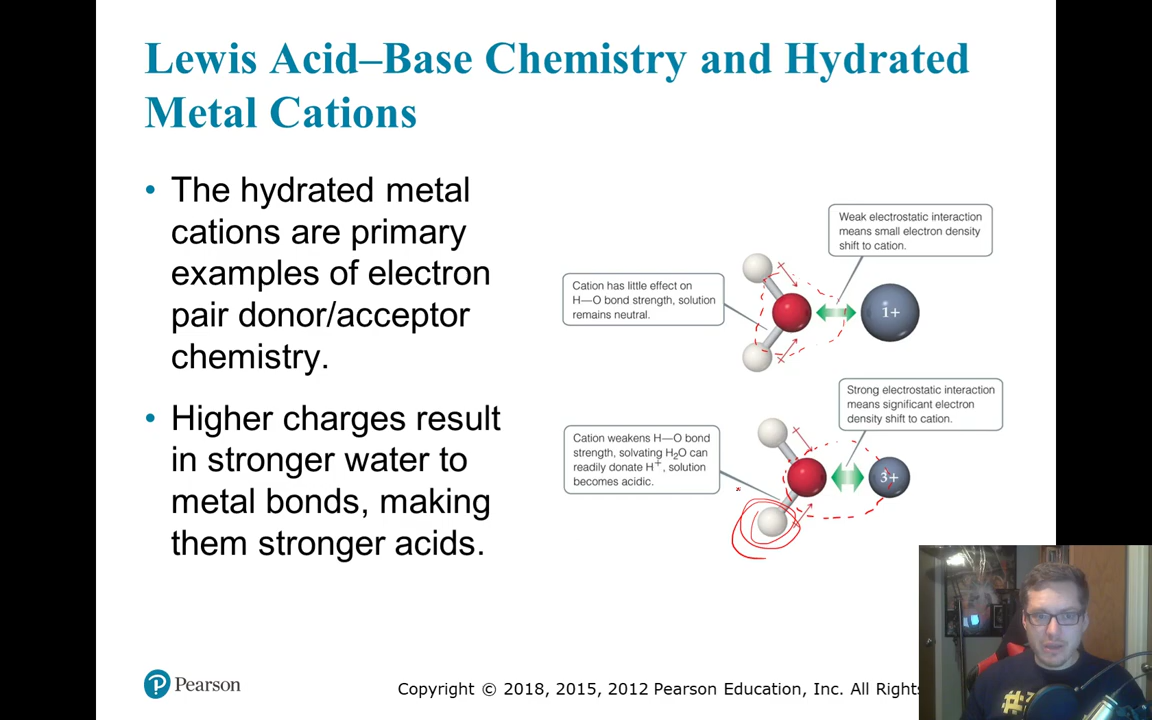 Lewis Acid–Base Chemistry and Hydrated
Metal Cations
• The hydrated metal
cations are primary
examples of electron
pair donor/acceptor
chemistry.
• Higher charges result
in stronger water to
metal bonds, making
them stronger acids.
Weak electrostatic interaction
means small electron density
shift to cation.
Cation has little effect on
H—O bond strength, solution
remains neutral.
1+
Strong electrostatic interaction
means significant electron
density shift to cation.
Cation weakens H—O bond
strength, solvating H₂O can
readily donate H⁺, solution
becomes acidic.
3+
P Pearson
Copyright © 2018, 2015, 2012 Pearson Education, Inc. All Rights